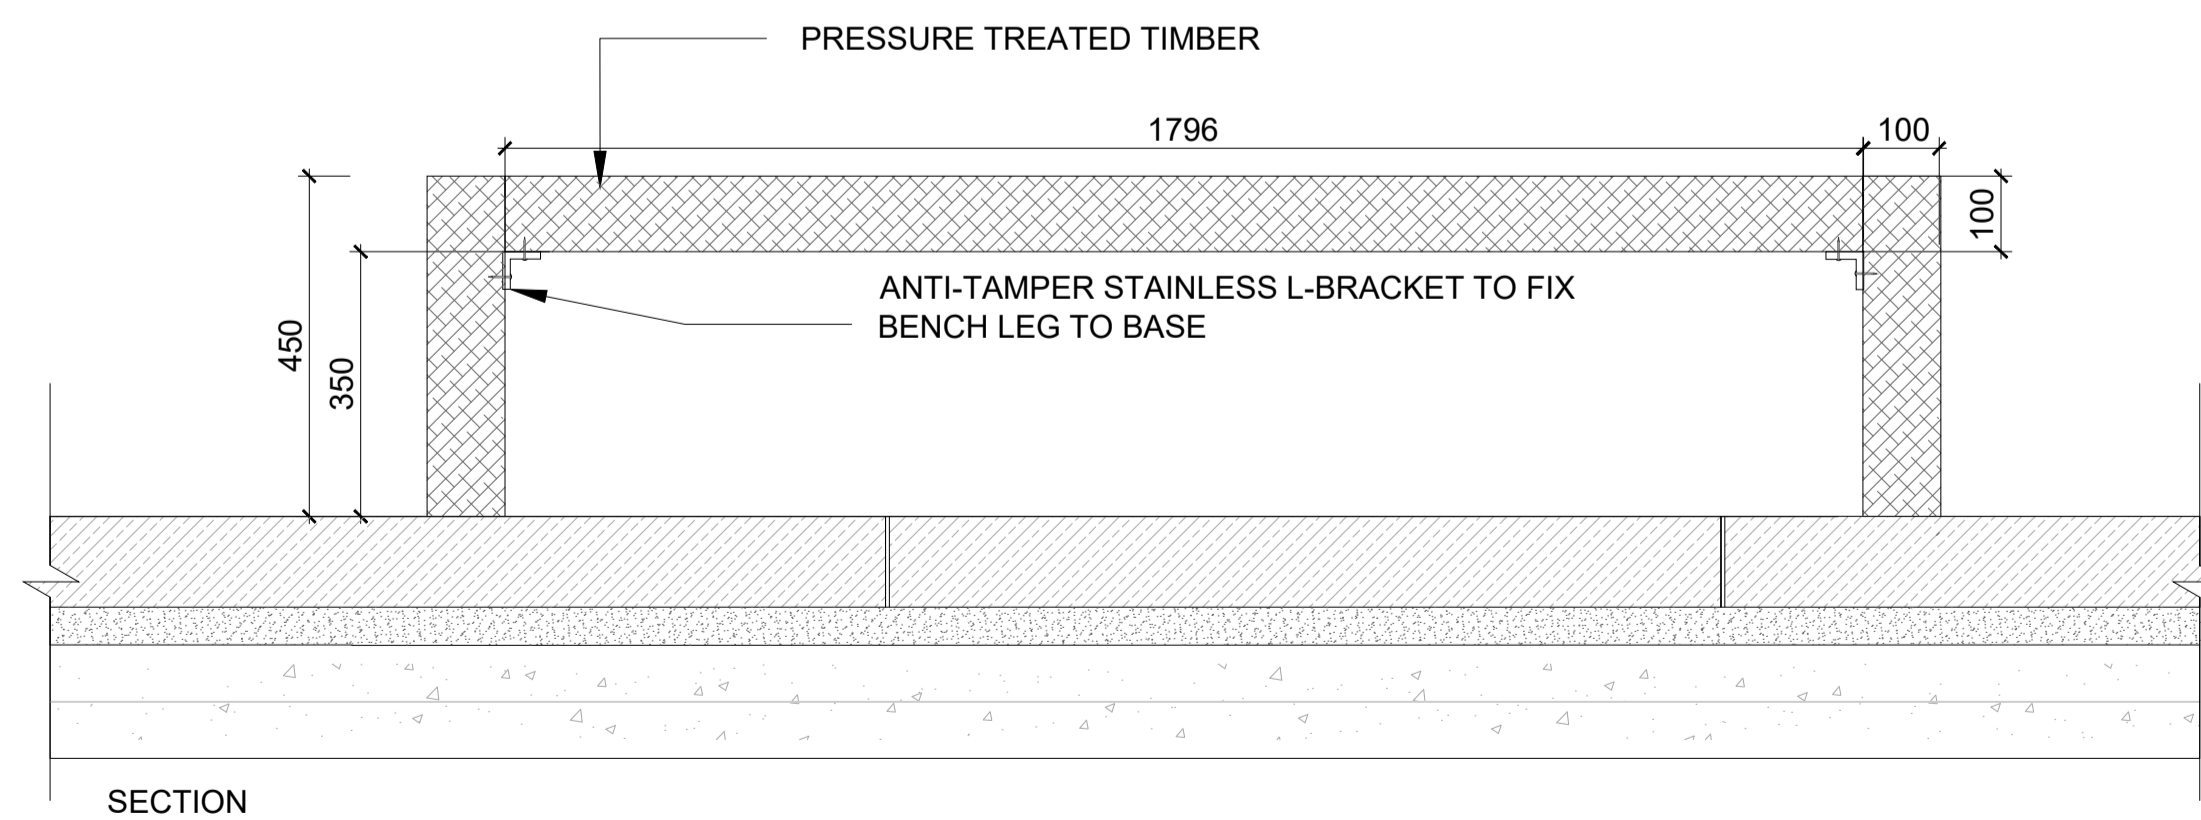 PRESSURE TREATED TIMBER
1796
100
100
ANTI-TAMPER STAINLESS L-BRACKET TO FIX
BENCH LEG TO BASE
450
350
SECTION